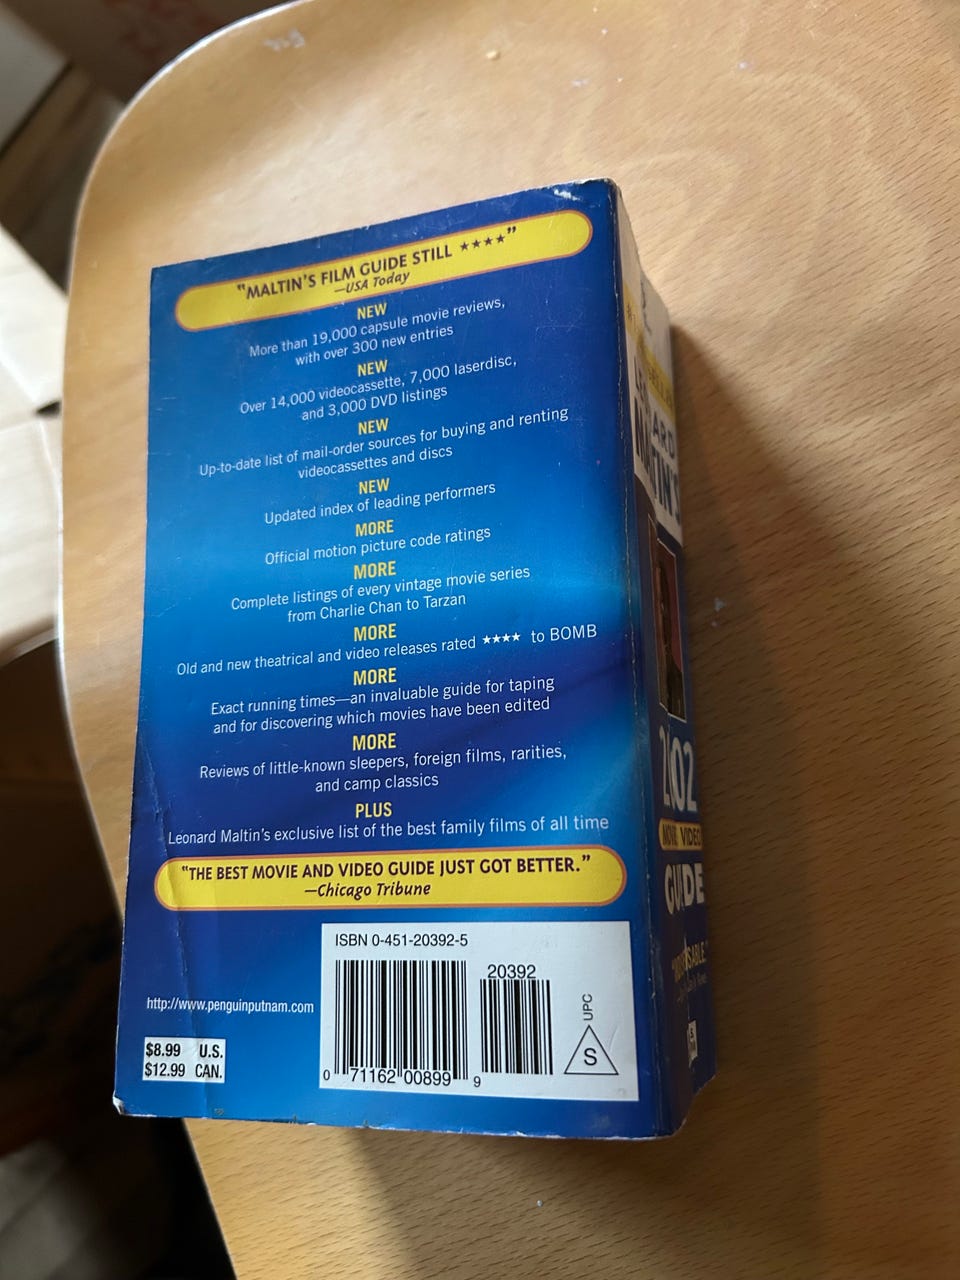 "MALTIN'S FILM GUIDE STILL ★★★★"
—USA Today
NEW
More than 19,000 capsule movie reviews,
with over 300 new entries
NEW
Over 14,000 videocassette, 7,000 laserdisc,
and 3,000 DVD listings
NEW
Up-to-date list of mail-order sources for buying and renting
videocassettes and discs
NEW
Updated index of leading performers
MORE
Official motion picture code ratings
MORE
Complete listings of every vintage movie series
from Charlie Chan to Tarzan
MORE
Old and new theatrical and video releases rated ★★★★ to BOMB
MORE
Exact running times—an invaluable guide for taping
and for discovering which movies have been edited
MORE
Reviews of little-known sleepers, foreign films, rarities,
and camp classics
PLUS
Leonard Maltin's exclusive list of the best family films of all time
"THE BEST MOVIE AND VIDEO GUIDE JUST GOT BETTER."
—Chicago Tribune
ISBN 0-451-20392-5
20392
UPC
S
0 71162 00899 9
http://www.penguinputnam.com
$8.99 U.S.
$12.99 CAN.
MALTIN'S
2002
MOVIE VIDEO
GUIDE